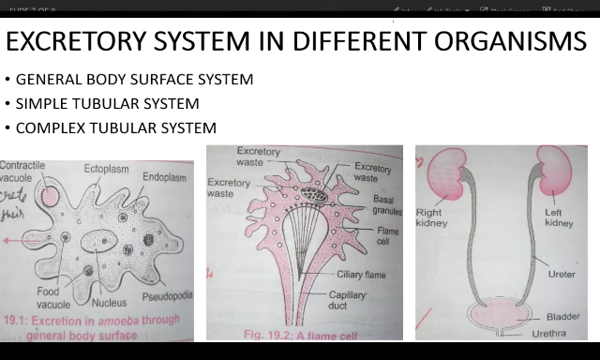 EXCRETORY SYSTEM IN DIFFERENT ORGANISMS
• GENERAL BODY SURFACE SYSTEM
• SIMPLE TUBULAR SYSTEM
• COMPLEX TUBULAR SYSTEM
Contractile
vacuole
Ectoplasm
Endoplasm
Food
vacuole
Nucleus
Pseudopodia
19.1: Excretion in amoeba through
general body surface
Excretory
waste
Excretory
waste
Excretory
waste
Basal
granules
Flame
cell
Ciliary flame
Capillary
duct
Fig. 19.2: A flame cell
Right
kidney
Left
kidney
Ureter
Bladder
Urethra